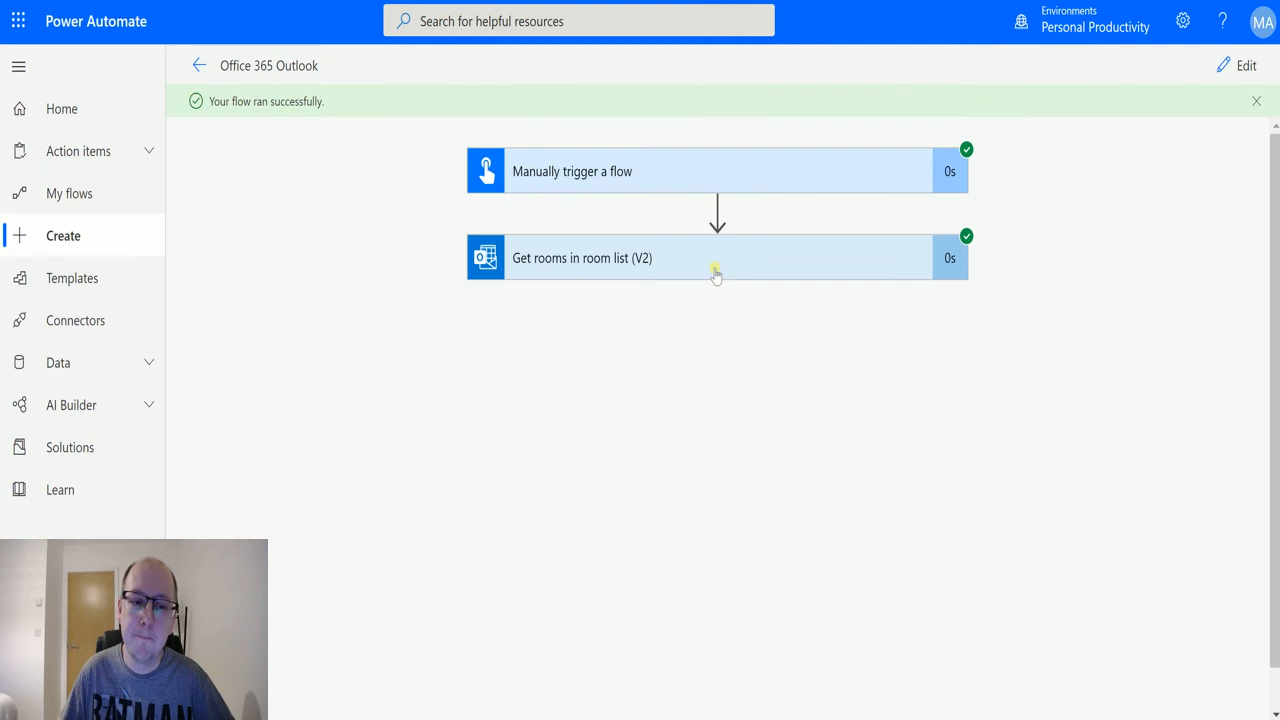 Power Automate
Search for helpful resources
Environments
Personal Productivity
?
MA
Office 365 Outlook
Edit
Your flow ran successfully.
Home
Action items
My flows
Create
Templates
Connectors
Data
AI Builder
Solutions
Learn
Manually trigger a flow
0s
Get rooms in room list (V2)
0s
BATMAN